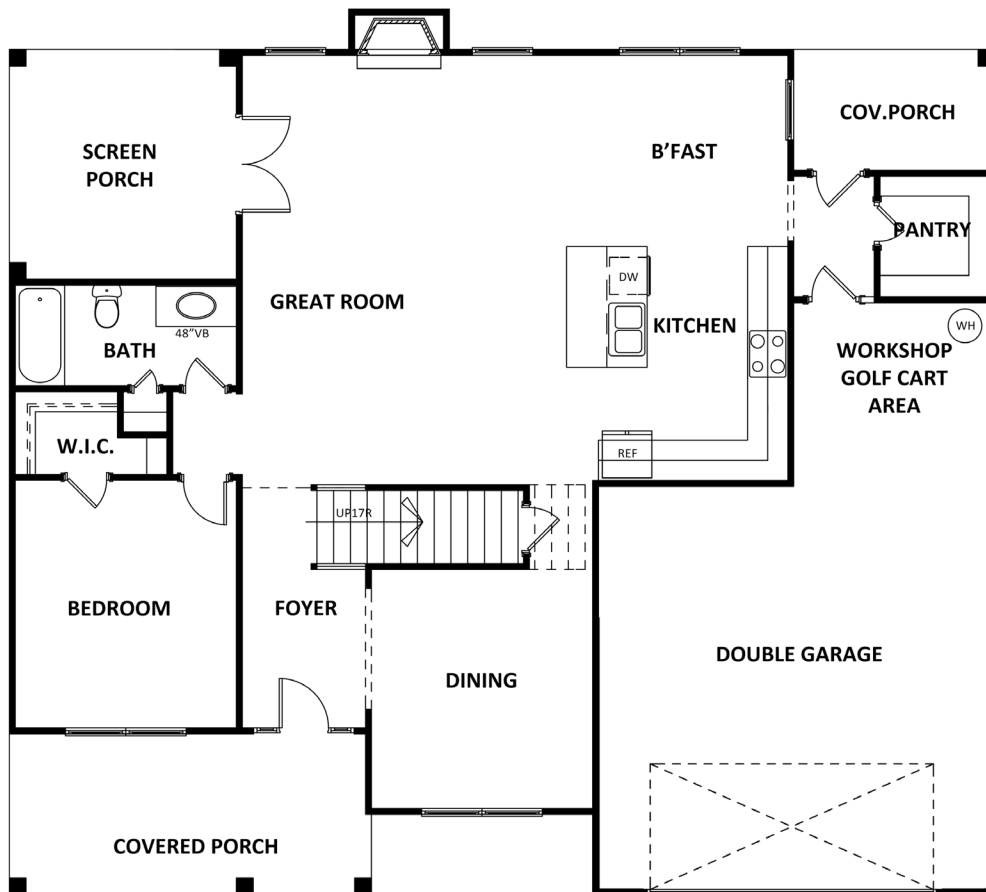 SCREEN
PORCH
COV.PORCH
B’FAST
PANTRY
DW
GREAT ROOM
KITCHEN
WH
48”VB
BATH
WORKSHOP
GOLF CART
AREA
W.I.C.
REF
UP17R
BEDROOM
FOYER
DINING
DOUBLE GARAGE
COVERED PORCH